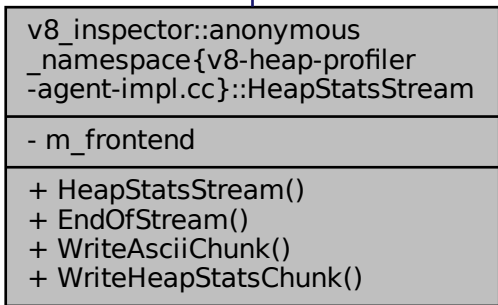 v8_inspector::anonymous
_namespace{v8-heap-profiler
-agent-impl.cc}::HeapStatsStream
- m_frontend
+ HeapStatsStream()
+ EndOfStream()
+ WriteAsciiChunk()
+ WriteHeapStatsChunk()